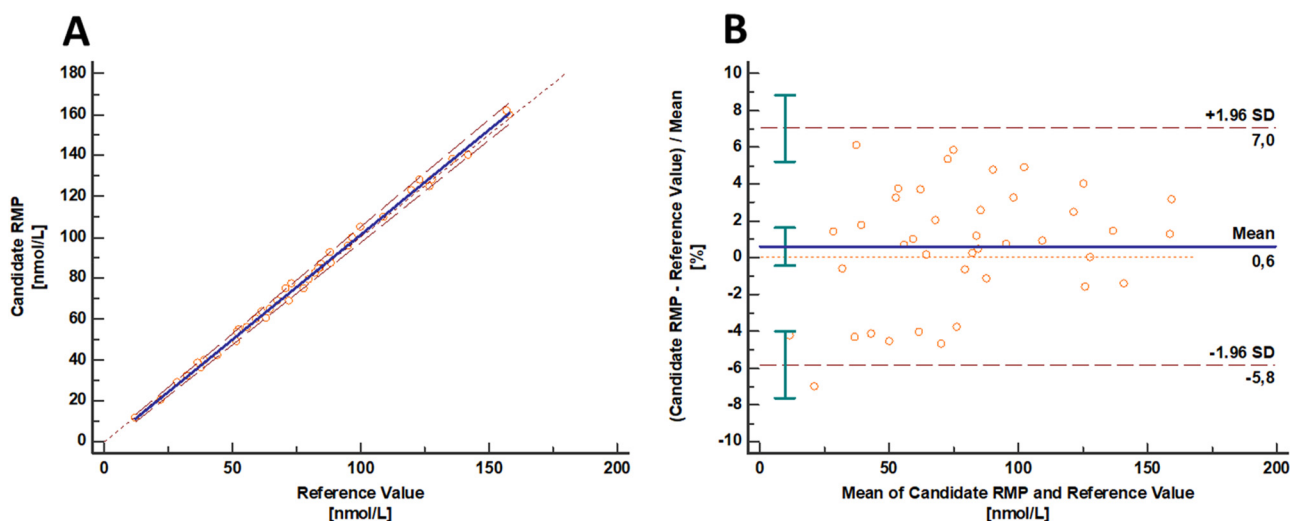 A
180
160
140
120
100
80
60
40
20
0
0
50
100
150
200
Candidate RMP
[nmol/L]
Reference Value
[nmol/L]
B
10
8
6
4
2
0
-2
-4
-6
-8
-10
0
50
100
150
200
(Candidate RMP - Reference Value) / Mean
[%]
+1.96 SD
7,0
Mean
0,6
-1.96 SD
-5,8
Mean of Candidate RMP and Reference Value
[nmol/L]